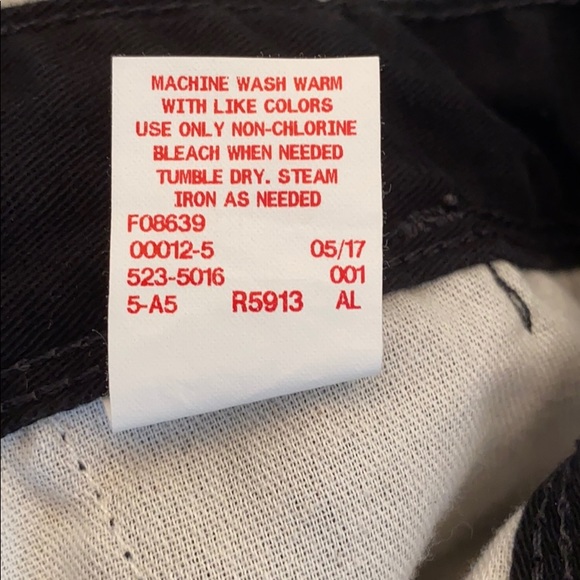 MACHINE WASH WARM
WITH LIKE COLORS
USE ONLY NON-CHLORINE
BLEACH WHEN NEEDED
TUMBLE DRY. STEAM
IRON AS NEEDED
F08639
00012-5 05/17
523-5016 001
5-A5 R5913 AL